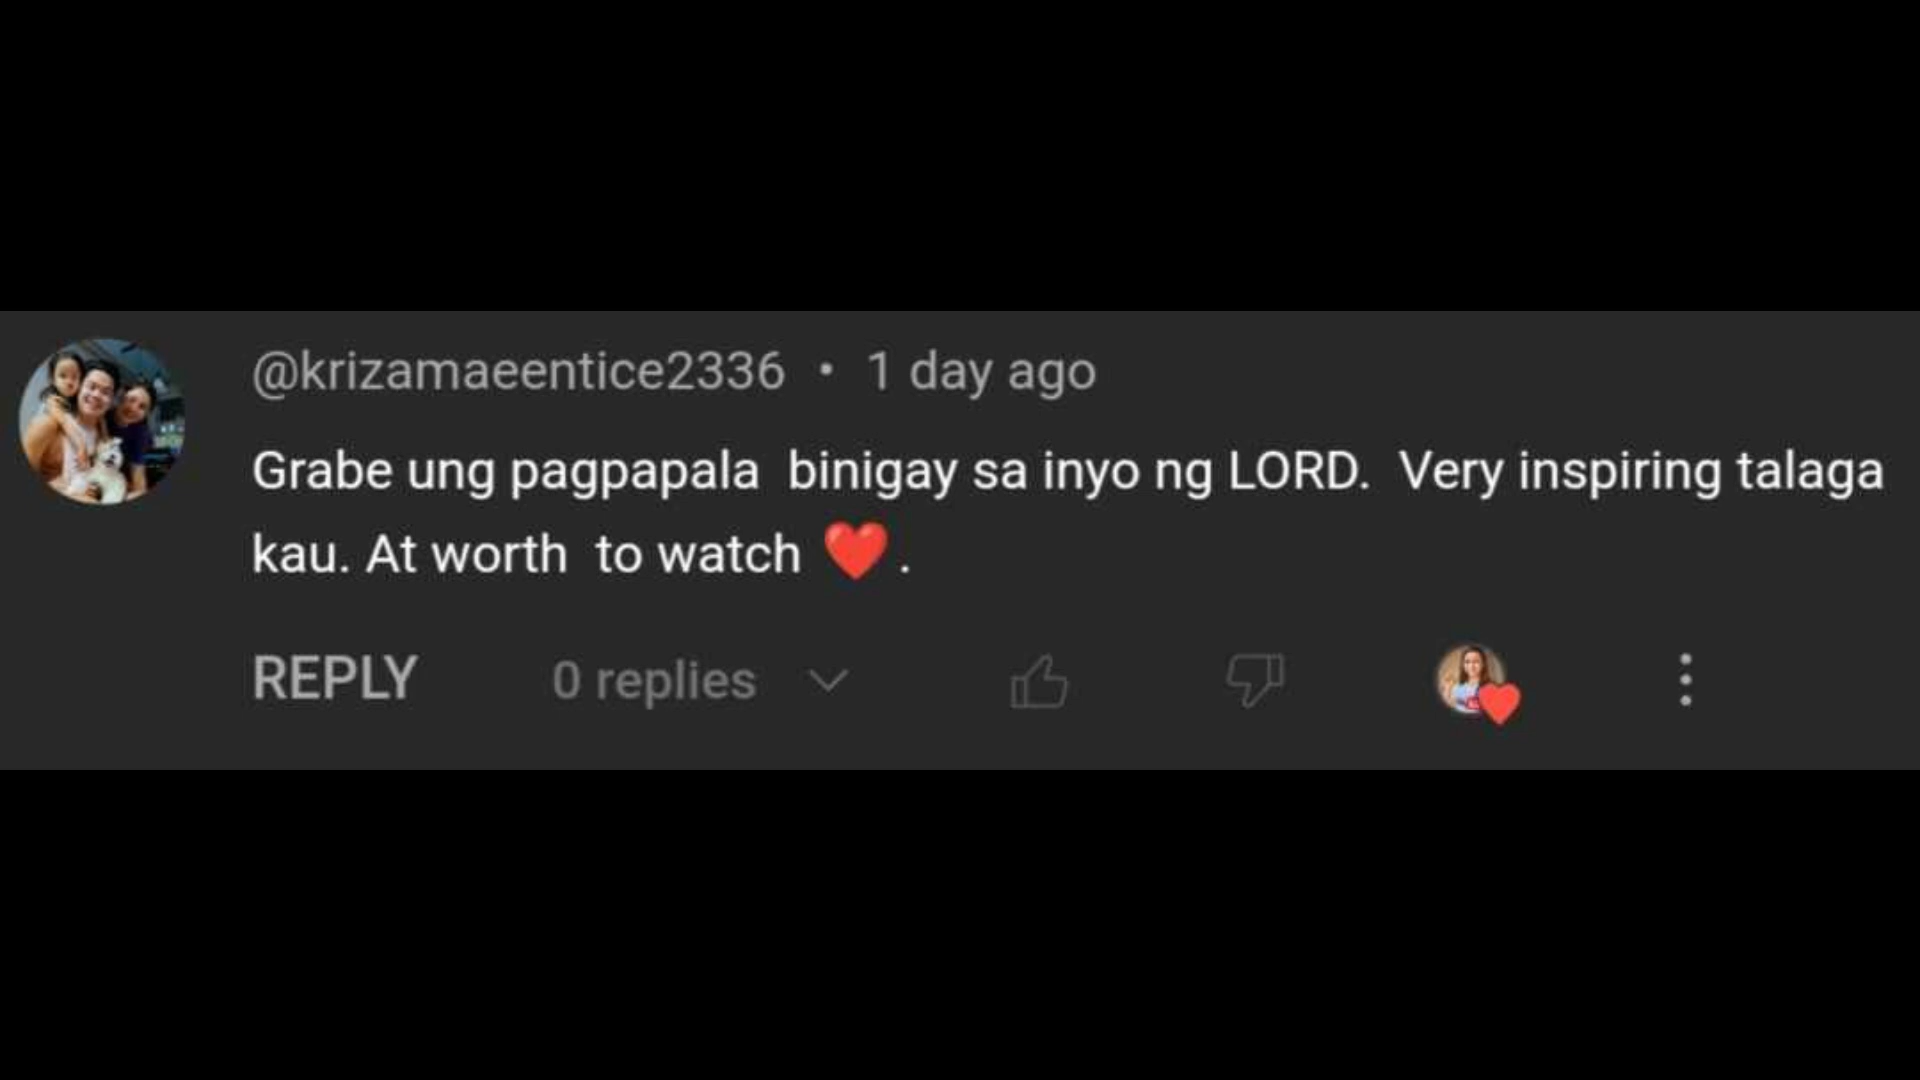 @krizamaeentice2336 • 1 day ago
Grabe ung pagpapala binigay sa inyo ng LORD. Very inspiring talaga
kau. At worth to watch ❤️.
REPLY 0 replies